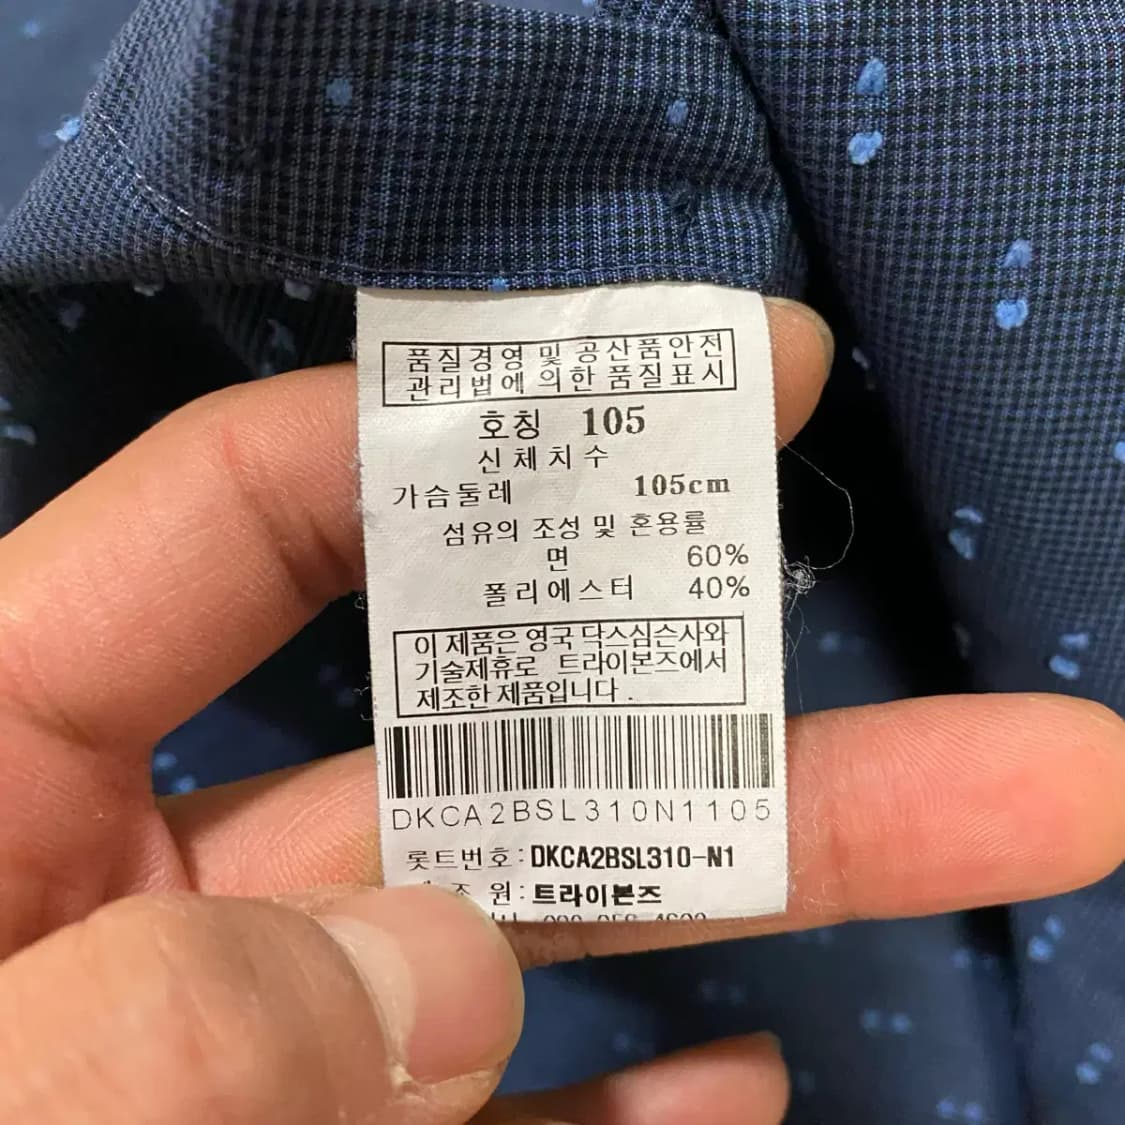 품질경영 및 공산품안전
관리법에 의한 품질표시
호칭 105
신체치수
가슴둘레 105cm
섬유의 조성 및 혼용률
면 60%
폴리에스터 40%
이 제품은 영국 닥스심슨사와
기술제휴로 트라이본즈에서
제조한 제품입니다.
DKCA2BSL310N1105
롯트번호:DKCA2BSL310-N1
원:트라이본즈